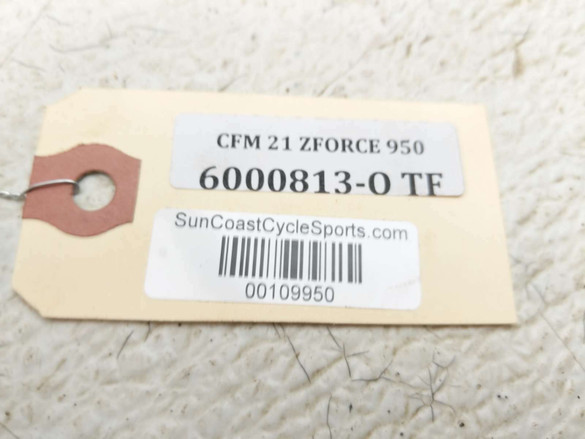 CFM 21 ZFORCE 950
6000813-O TF
SunCoastCycleSports.com
00109950